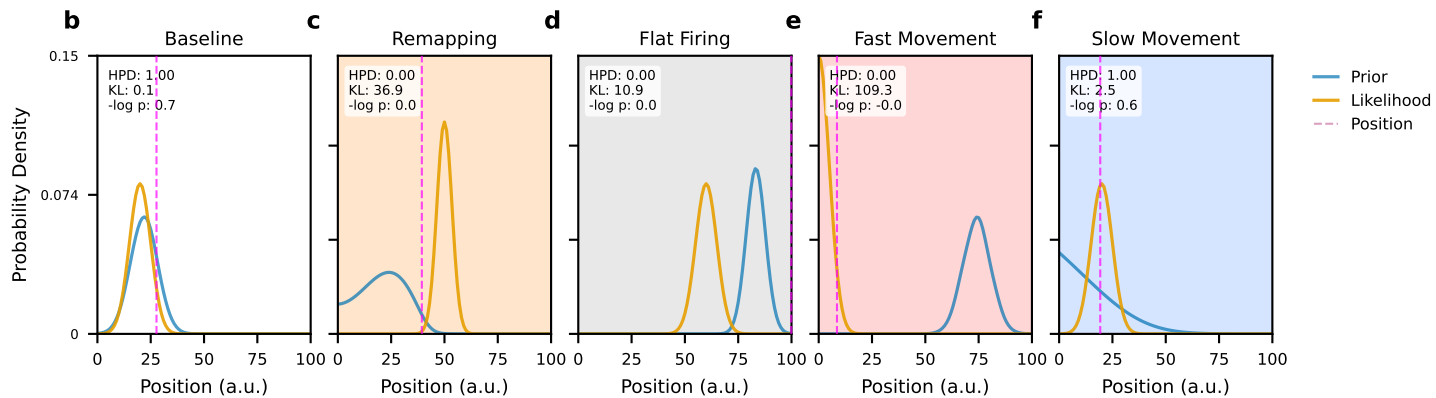 b
Baseline
c
Remapping
d
Flat Firing
e
Fast Movement
f
Slow Movement
HPD: 1.00
KL: 0.1
-log p: 0.7
HPD: 0.00
KL: 36.9
-log p: 0.0
HPD: 0.00
KL: 10.9
-log p: 0.0
HPD: 0.00
KL: 109.3
-log p: -0.0
HPD: 1.00
KL: 2.5
-log p: 0.6
Prior
Likelihood
Position
Probability Density
0.15
0.074
0
0 25 50 75 100
0 25 50 75 100
0 25 50 75 100
0 25 50 75 100
0 25 50 75 100
Position (a.u.)
Position (a.u.)
Position (a.u.)
Position (a.u.)
Position (a.u.)